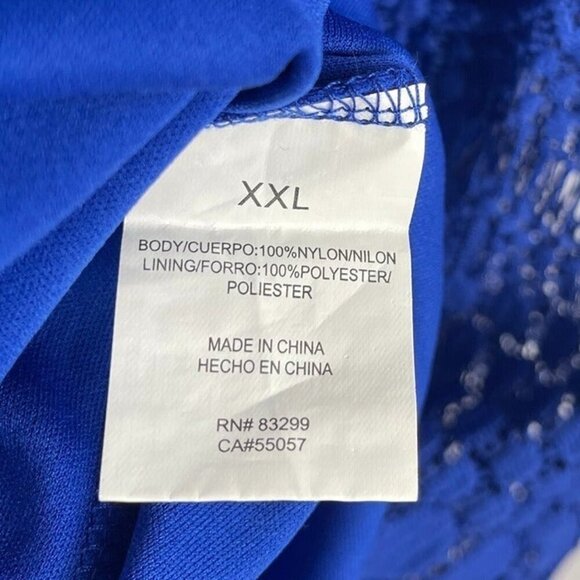 XXL
BODY/CUERPO:100%NYLON/NILON
LINING/FORRO:100%POLYESTER/
POLIESTER
MADE IN CHINA
HECHO EN CHINA
RN# 83299
CA#55057